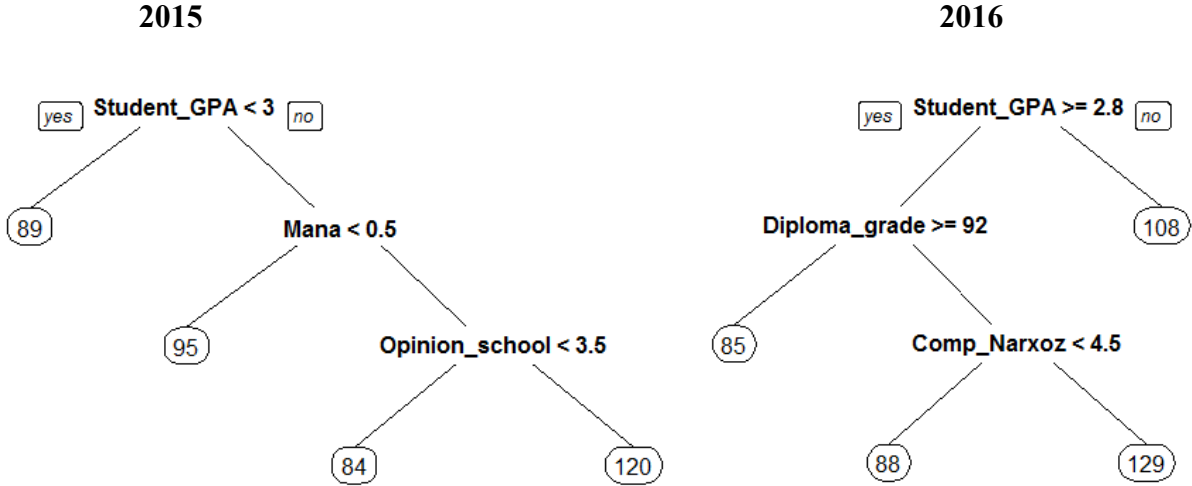 2015
yes Student_GPA < 3 no
89
Mana < 0.5
95
Opinion_school < 3.5
84
120
2016
yes Student_GPA >= 2.8 no
Diploma_grade >= 92
108
85
Comp_Narxoz < 4.5
88
129